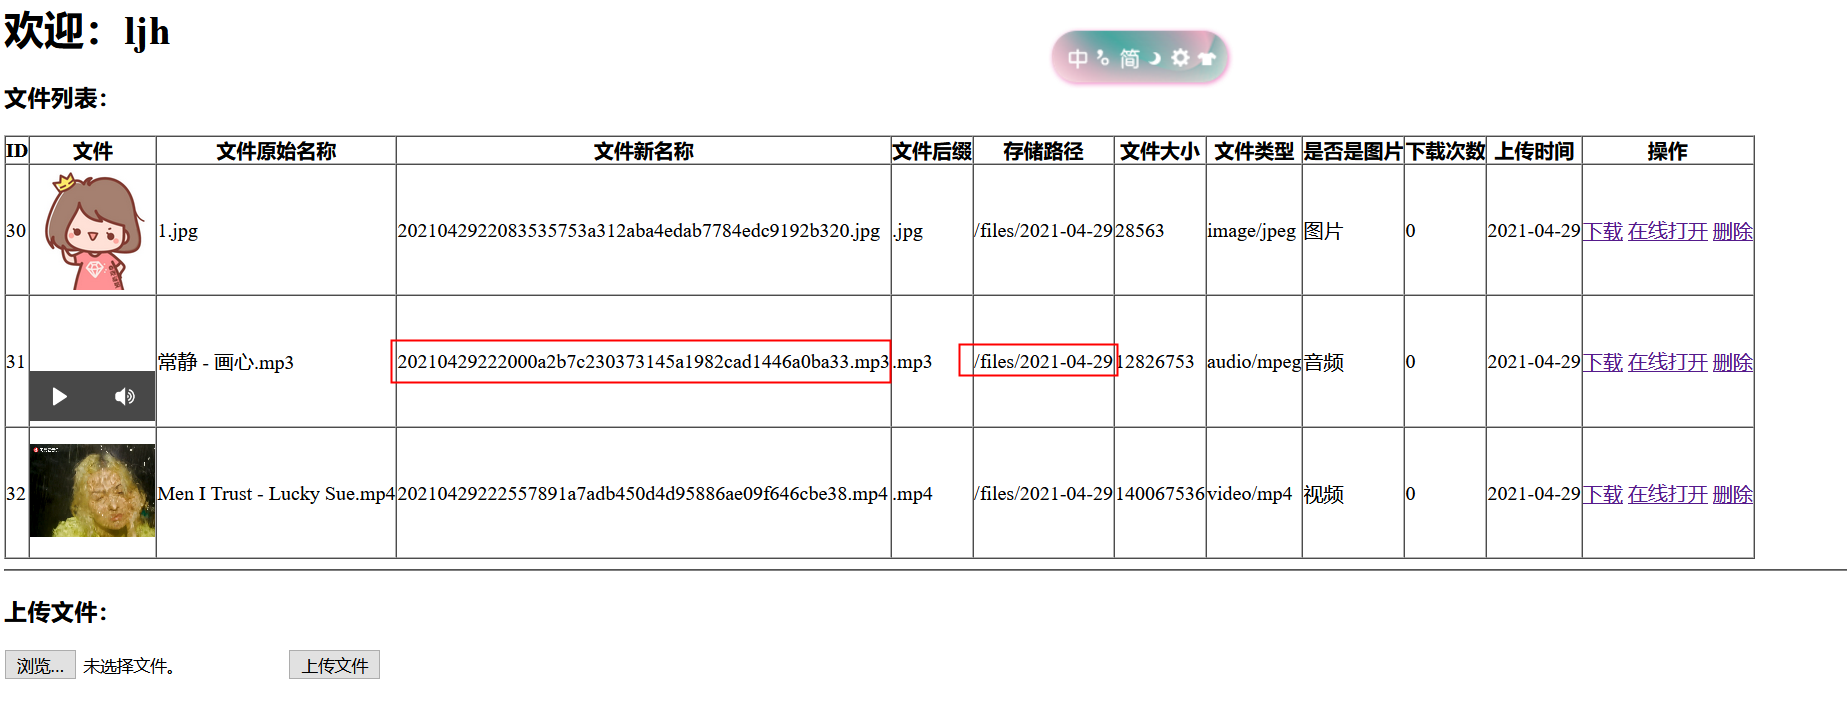 欢迎：ljh
中 简
文件列表：
ID 文件 文件原始名称 文件新名称 文件后缀 存储路径 文件大小 文件类型 是否是图片 下载次数 上传时间 操作
30 1.jpg 2021042922083535753a312aba4edab7784edc9192b320.jpg .jpg /files/2021-04-29 28563 image/jpeg 图片 0 2021-04-29 下载 在线打开 删除
31 常静 - 画心.mp3 20210429222000a2b7c230373145a1982cad1446a0ba33.mp3 .mp3 /files/2021-04-29 12826753 audio/mpeg 音频 0 2021-04-29 下载 在线打开 删除
32 Men I Trust - Lucky Sue.mp4 20210429222557891a7adb450d4d95886ae09f646cbe38.mp4 .mp4 /files/2021-04-29 140067536 video/mp4 视频 0 2021-04-29 下载 在线打开 删除
上传文件：
浏览... 未选择文件。 上传文件